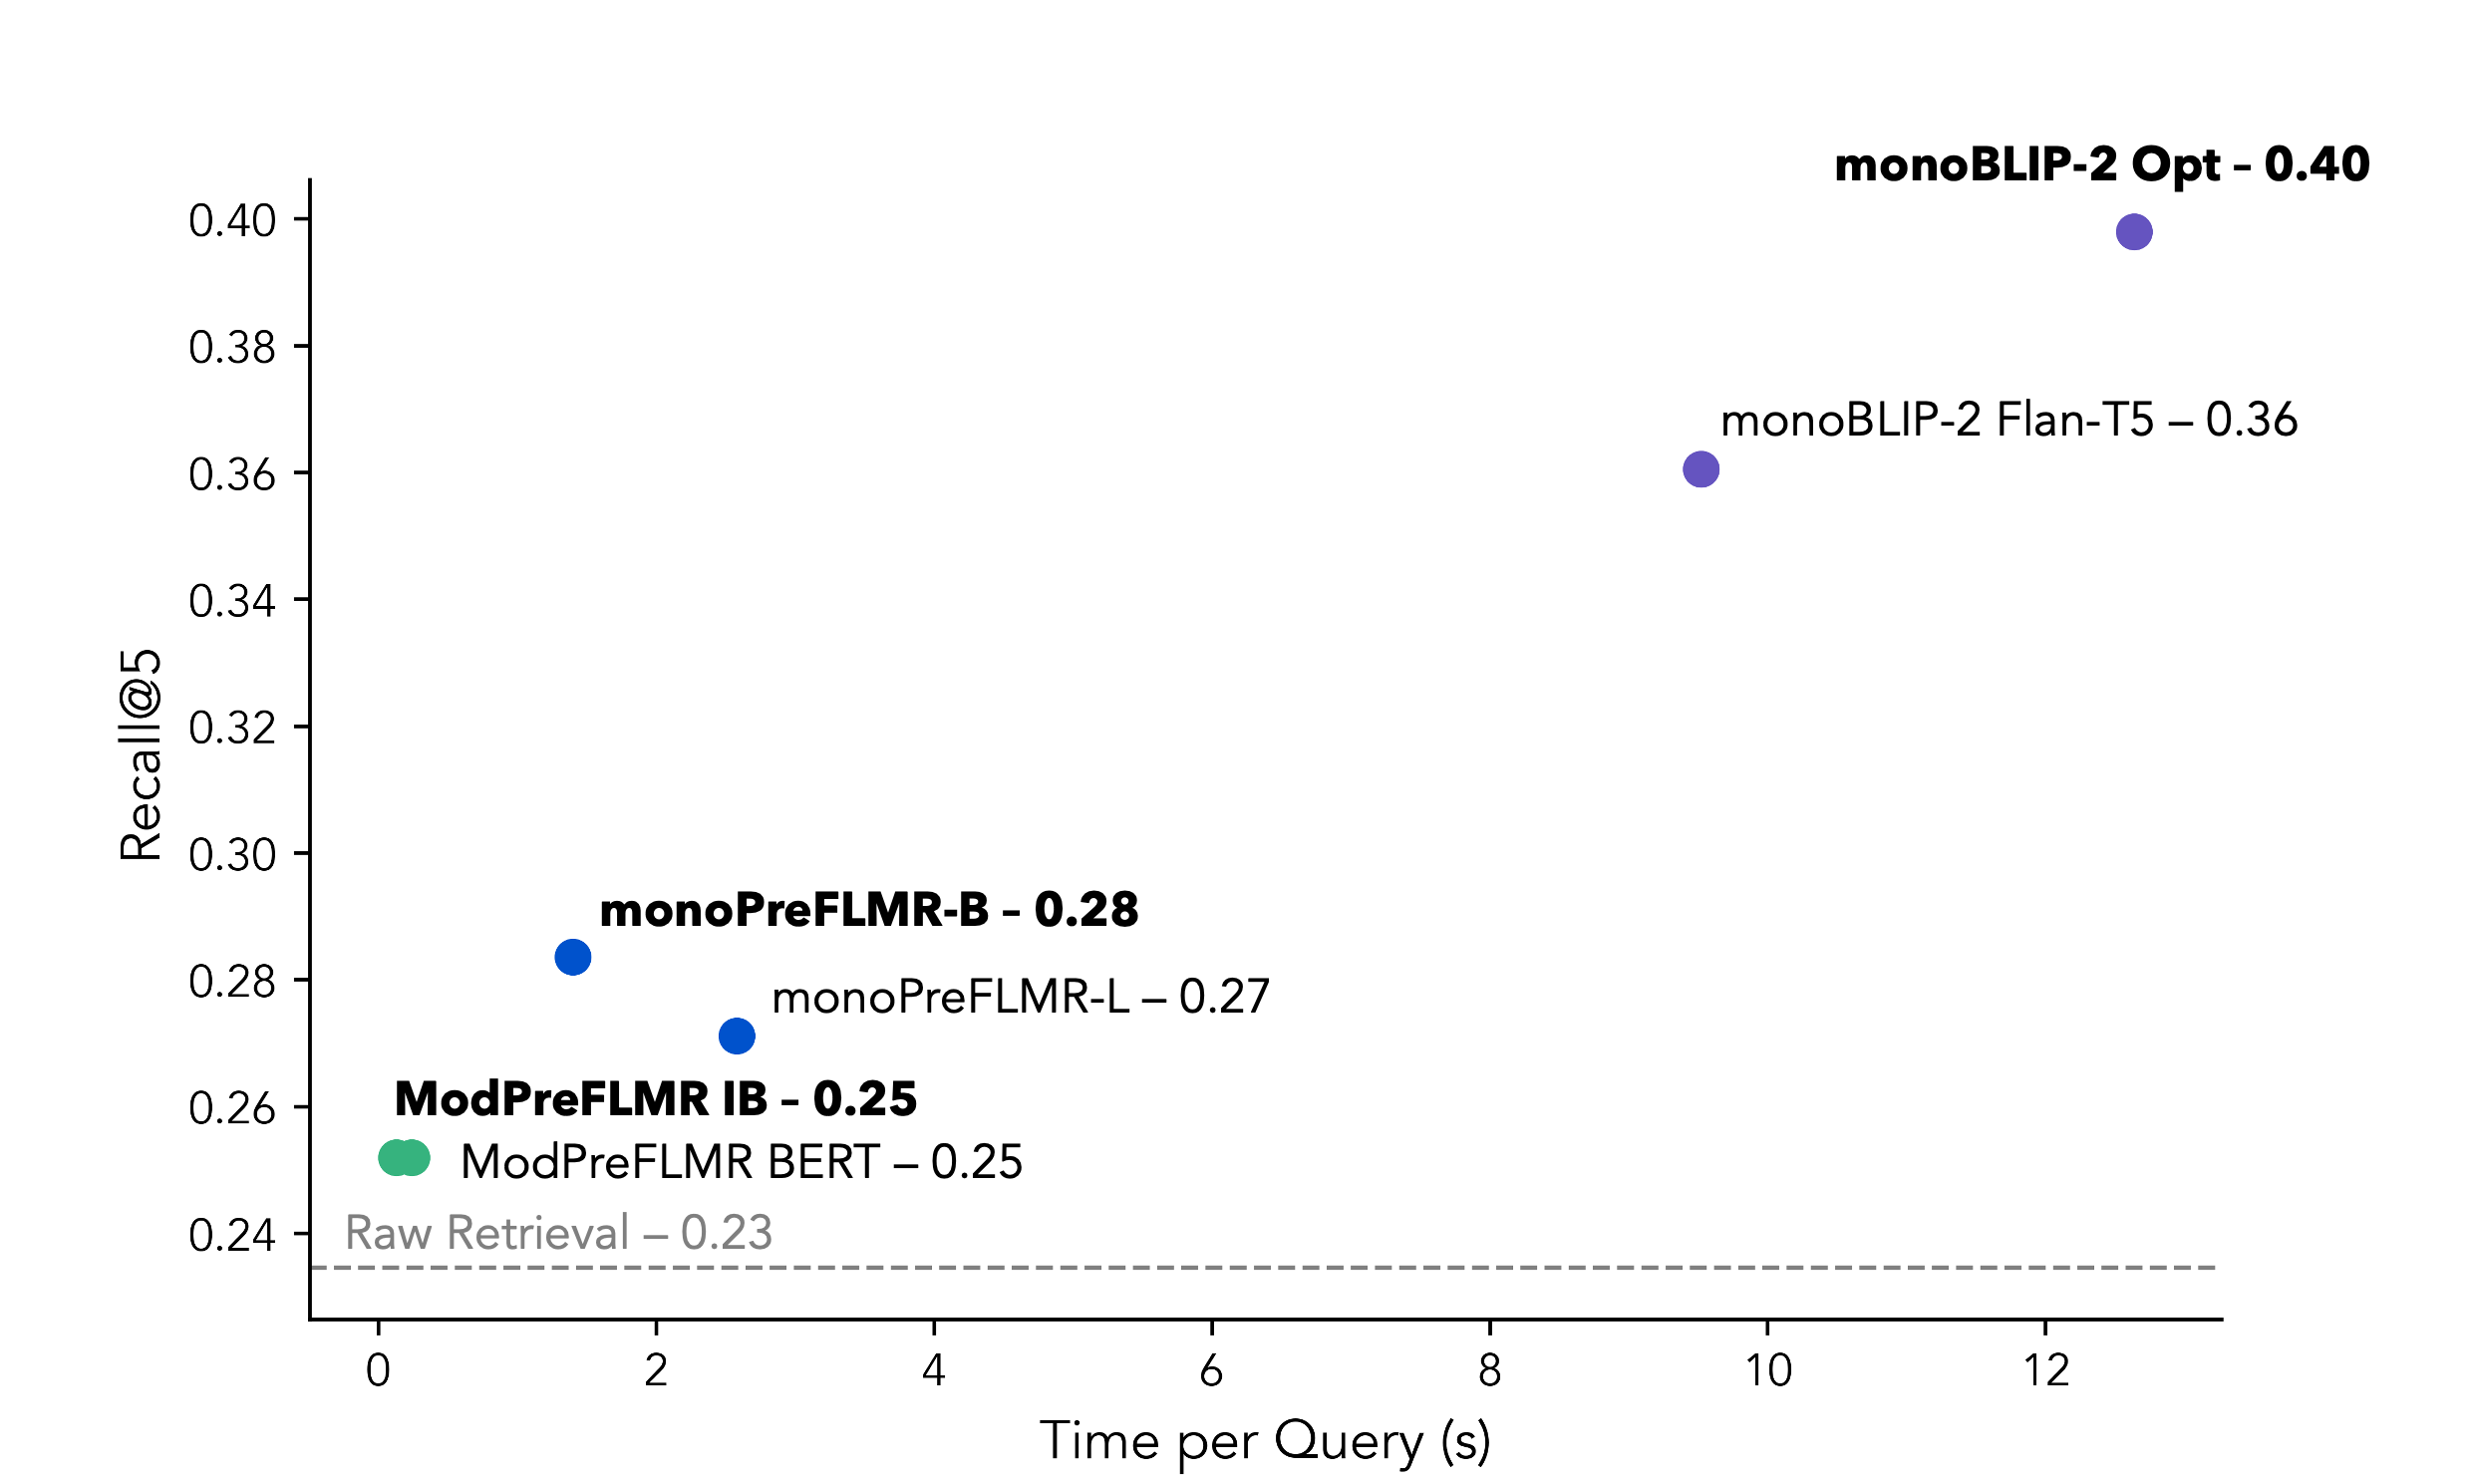 monoBLIP-2 Opt – 0.40
0.40
0.38
monoBLIP-2 Flan-T5 – 0.36
0.36
0.34
0.32
0.30
Recall@5
monoPreFLMR-B – 0.28
0.28
monoPreFLMR-L – 0.27
ModPreFLMR IB – 0.25
0.26
ModPreFLMR BERT – 0.25
Raw Retrieval – 0.23
0.24
0 2 4 6 8 10 12
Time per Query (s)